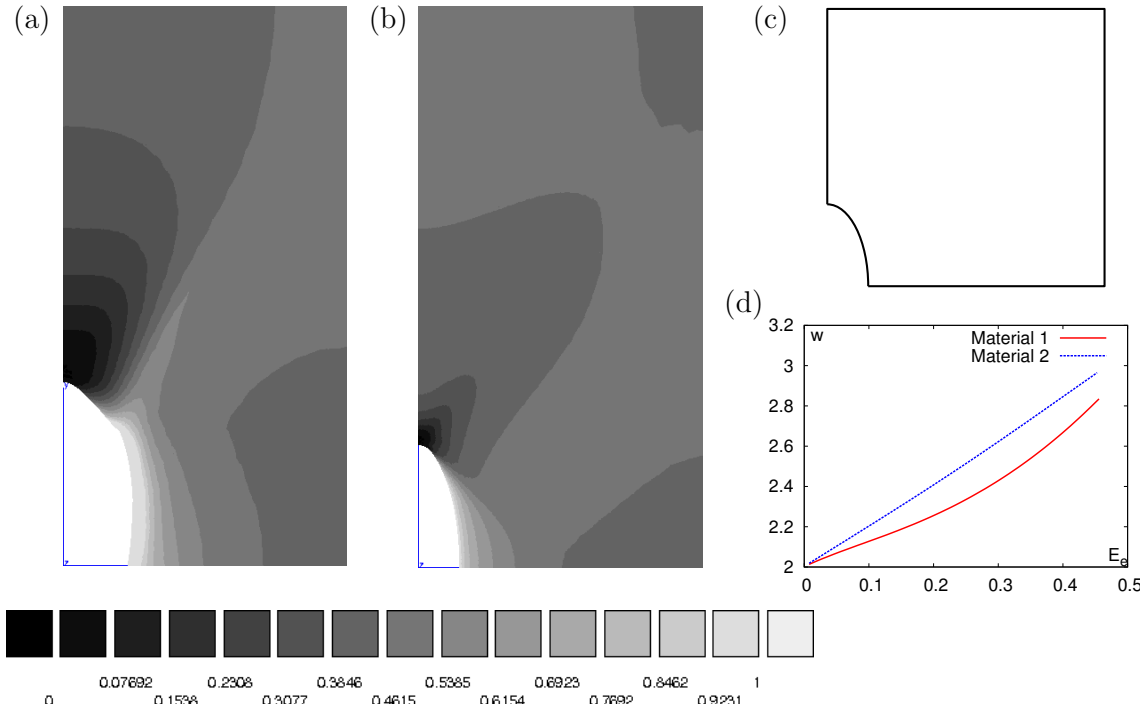 (a)
(b)
(c)
(d)
w
Material 1
Material 2
3.2
3
2.8
2.6
2.4
2.2
2
E_e
0 0.1 0.2 0.3 0.4 0.5
y
z
z
0.07692 0.2308 0.3846 0.5385 0.6923 0.8462 1
0 0.1538 0.3077 0.4615 0.6154 0.7692 0.9231